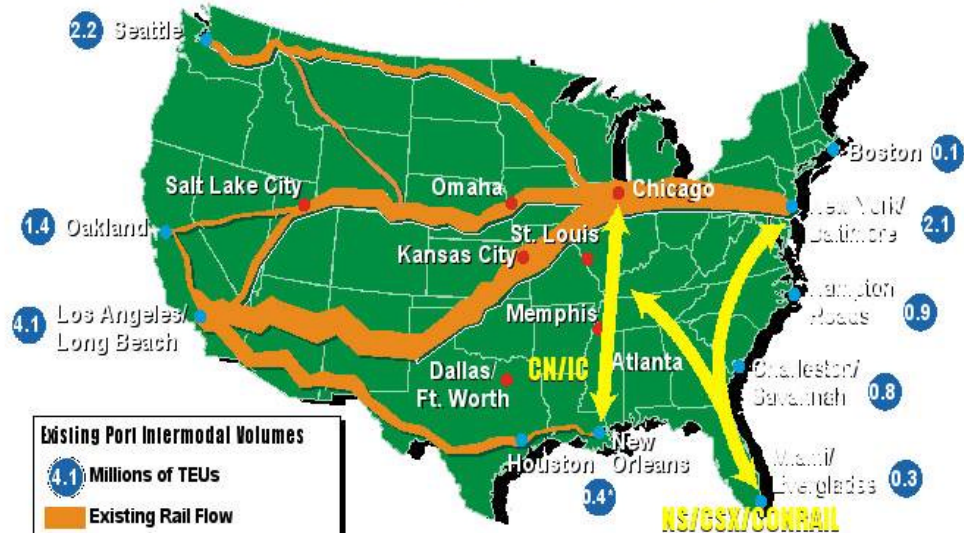 2.2 Seattle
Boston 0.1
Salt Lake City
Omaha
Chicago
1.4 Oakland
New York/
Baltimore 2.1
St. Louis
Kansas City
Hampton
Roads 0.9
4.1 Los Angeles/
Long Beach
Memphis
CN/IC
Atlanta
Dallas/
Ft. Worth
Charleston/
Savannah 0.8
Existing Port Intermodal Volumes
4.1 Millions of TEUs
Existing Rail Flow
Houston
New
Orleans
0.4*
Miami/
Everglades 0.3
NS/CSX/CONRAIL